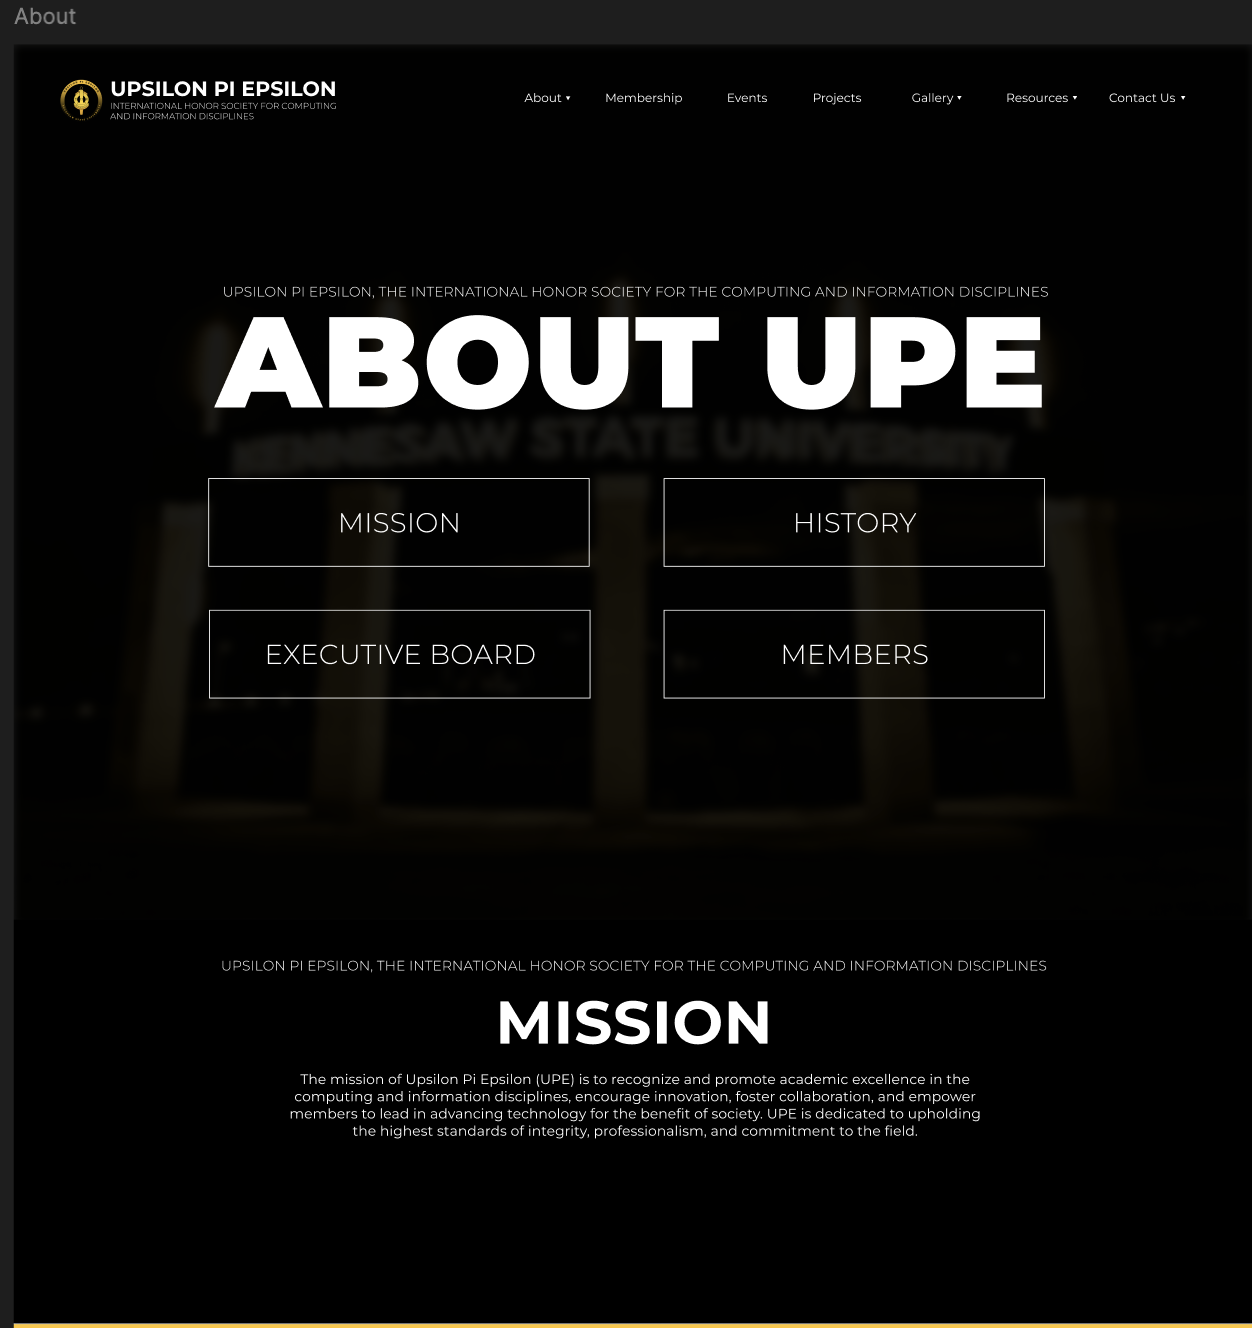 About
UPSILON PI EPSILON
INTERNATIONAL HONOR SOCIETY FOR COMPUTING
AND INFORMATION DISCIPLINES
About ▾ Membership Events Projects Gallery ▾ Resources ▾ Contact Us ▾
UPSILON PI EPSILON, THE INTERNATIONAL HONOR SOCIETY FOR THE COMPUTING AND INFORMATION DISCIPLINES
ABOUT UPE
KENNESAW STATE UNIVERSITY
MISSION HISTORY
EXECUTIVE BOARD MEMBERS
UPSILON PI EPSILON, THE INTERNATIONAL HONOR SOCIETY FOR THE COMPUTING AND INFORMATION DISCIPLINES
MISSION
The mission of Upsilon Pi Epsilon (UPE) is to recognize and promote academic excellence in the
computing and information disciplines, encourage innovation, foster collaboration, and empower
members to lead in advancing technology for the benefit of society. UPE is dedicated to upholding
the highest standards of integrity, professionalism, and commitment to the field.